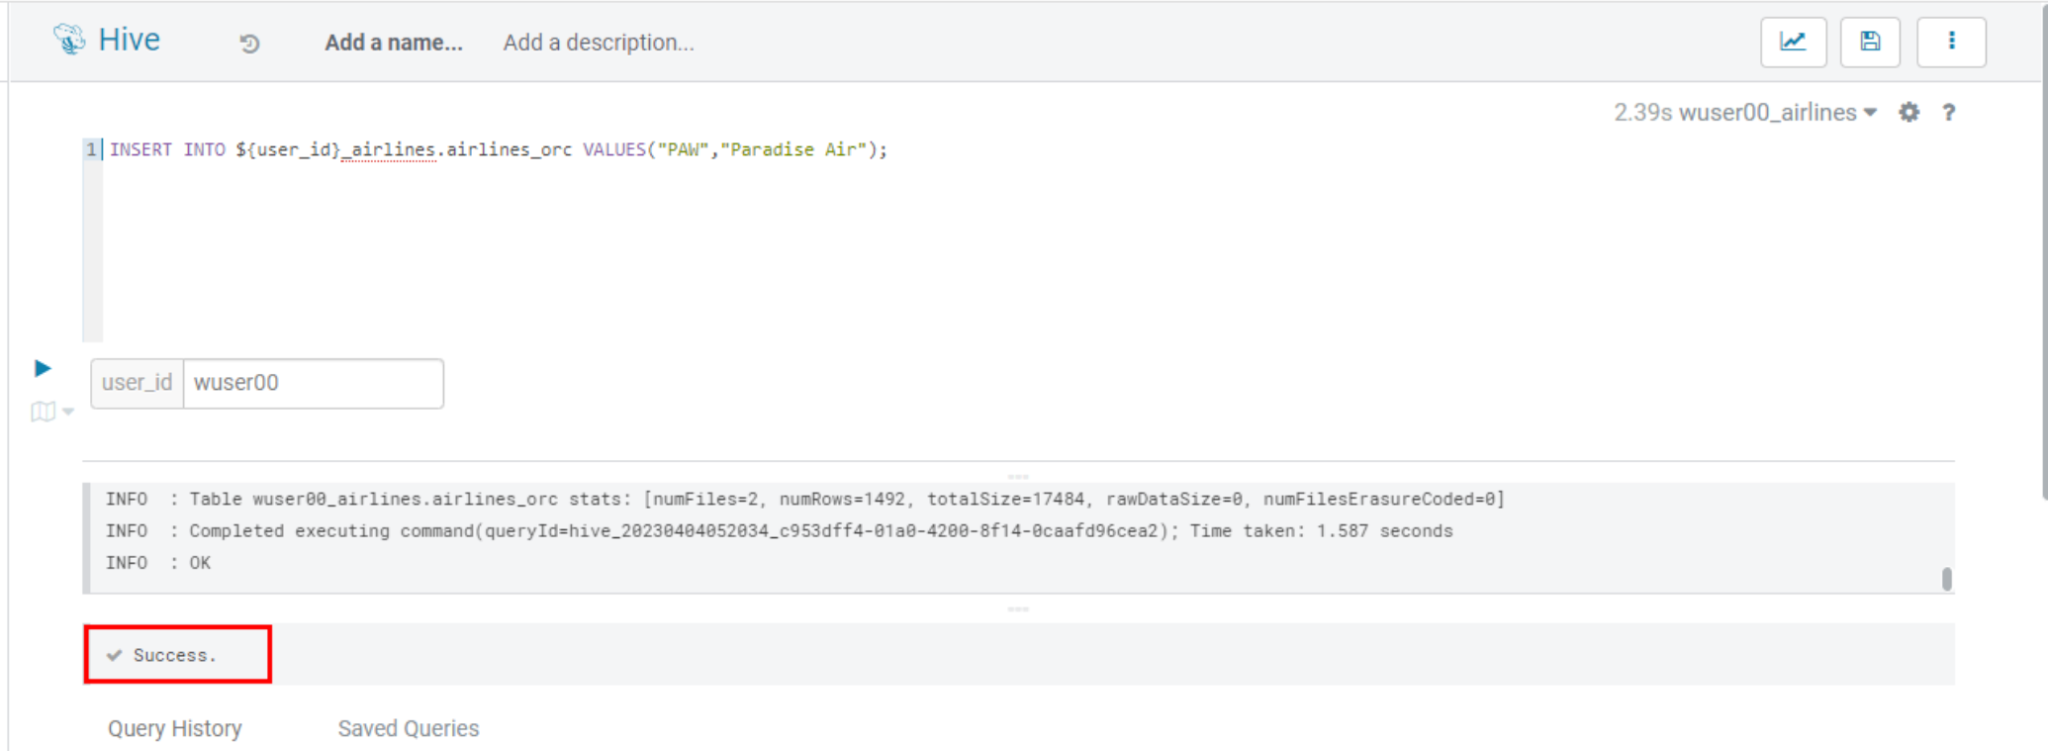 Hive Add a name... Add a description...
2.39s wuser00_airlines ?
1 INSERT INTO ${user_id}_airlines.airlines_orc VALUES("PAW","Paradise Air");
user_id wuser00
INFO : Table wuser00_airlines.airlines_orc stats: [numFiles=2, numRows=1492, totalSize=17484, rawDataSize=0, numFilesErasureCoded=0]
INFO : Completed executing command(queryId=hive_20230404052034_c953dff4-01a0-4200-8f14-0caafd96cea2); Time taken: 1.587 seconds
INFO : OK
Success.
Query History Saved Queries